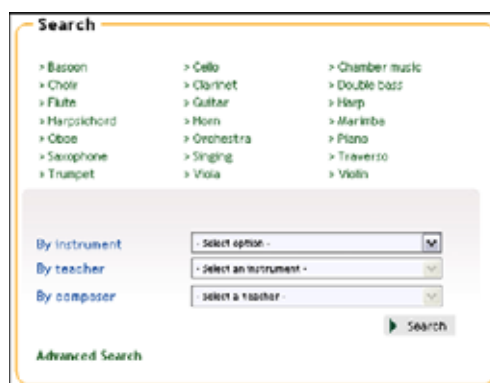 Search
> Basoon > Cello > Chamber music
> Choir > Clarinet > Double bass
> Flute > Guitar > Harp
> Harpsichord > Horn > Marimba
> Oboe > Orchestra > Piano
> Saxophone > Singing > Traverso
> Trumpet > Viola > Violin
By instrument - Select option -
By teacher - Select an instrument -
By composer - Select a teacher -
Search
Advanced Search